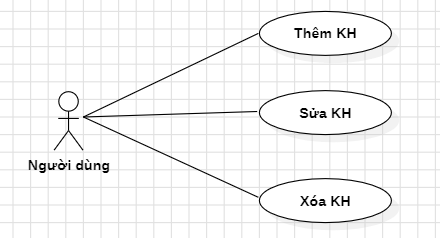 Thêm KH
Sửa KH
Người dùng
Xóa KH